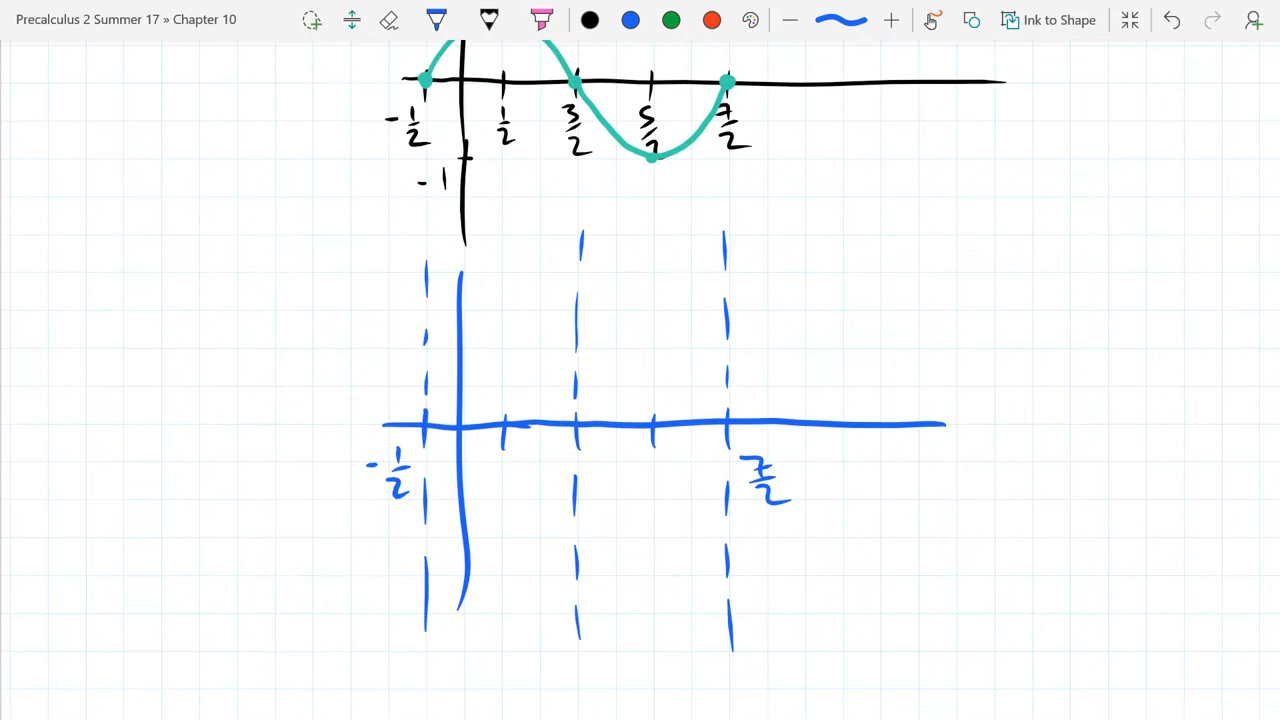 Precalculus 2 Summer 17 » Chapter 10
Ink to Shape
-1/2 1/2 3/2 5/2 7/2
-1
-1/2 7/2